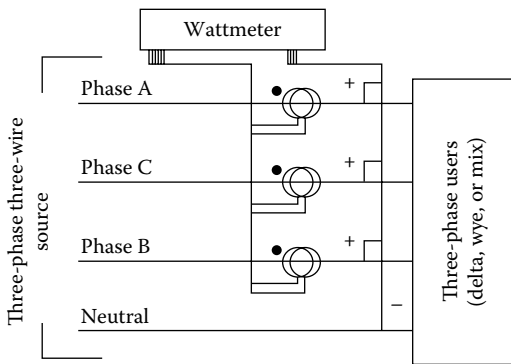 Wattmeter
Phase A
+
Phase C
+
Phase B
+
−
Neutral
Three-phase three-wire
source
Three-phase users
(delta, wye, or mix)